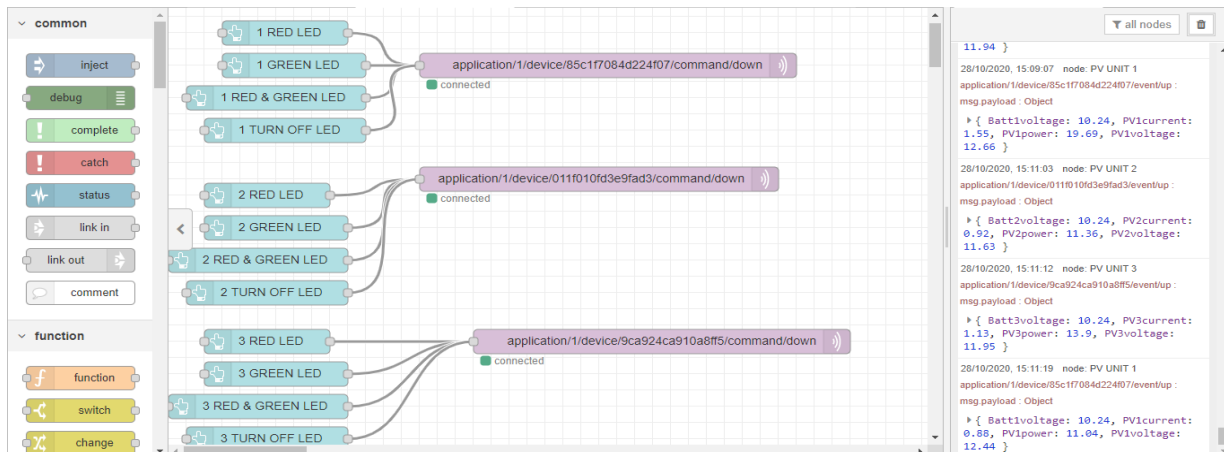 common
inject
debug
complete
catch
status
link in
link out
comment
function
function
switch
change
1 RED LED
1 GREEN LED
1 RED & GREEN LED
1 TURN OFF LED
application/1/device/85c1f7084d224f07/command/down
connected
2 RED LED
2 GREEN LED
2 RED & GREEN LED
2 TURN OFF LED
application/1/device/011f010fd3e9fad3/command/down
connected
3 RED LED
3 GREEN LED
3 RED & GREEN LED
3 TURN OFF LED
application/1/device/9ca924ca910a8ff5/command/down
connected
all nodes
11.94 }
28/10/2020, 15:09:07 node: PV UNIT 1
application/1/device/85c1f7084d224f07/event/up :
msg.payload : Object
{ Batt1voltage: 10.24, PV1current:
1.55, PV1power: 19.69, PV1voltage:
12.66 }
28/10/2020, 15:11:03 node: PV UNIT 2
application/1/device/011f010fd3e9fad3/event/up :
msg.payload : Object
{ Batt2voltage: 10.24, PV2current:
0.92, PV2power: 11.36, PV2voltage:
11.63 }
28/10/2020, 15:11:12 node: PV UNIT 3
application/1/device/9ca924ca910a8ff5/event/up :
msg.payload : Object
{ Batt3voltage: 10.24, PV3current:
1.13, PV3power: 13.9, PV3voltage:
11.95 }
28/10/2020, 15:11:19 node: PV UNIT 1
application/1/device/85c1f7084d224f07/event/up :
msg.payload : Object
{ Batt1voltage: 10.24, PV1current:
0.88, PV1power: 11.04, PV1voltage:
12.44 }